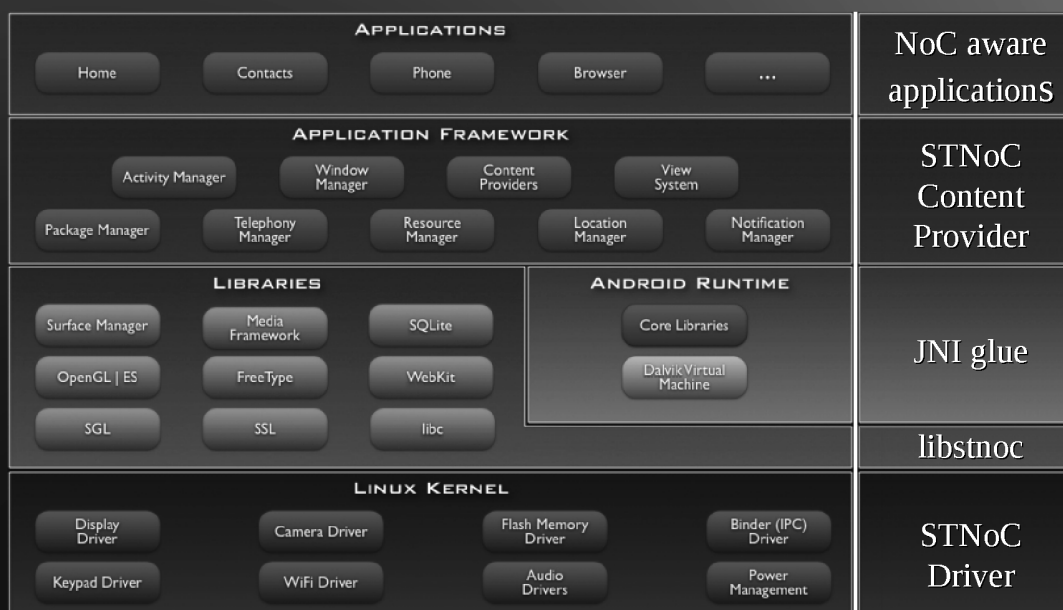 APPLICATIONS
Home
Contacts
Phone
Browser
...
NoC aware
applications
APPLICATION FRAMEWORK
Activity Manager
Window
Manager
Content
Providers
View
System
Package Manager
Telephony
Manager
Resource
Manager
Location
Manager
Notification
Manager
STNoC
Content
Provider
LIBRARIES
Surface Manager
Media
Framework
SQLite
OpenGL | ES
FreeType
WebKit
SGL
SSL
libc
ANDROID RUNTIME
Core Libraries
Dalvik Virtual
Machine
JNI glue
libstnoc
LINUX KERNEL
Display
Driver
Camera Driver
Flash Memory
Driver
Binder (IPC)
Driver
Keypad Driver
WiFi Driver
Audio
Drivers
Power
Management
STNoC
Driver